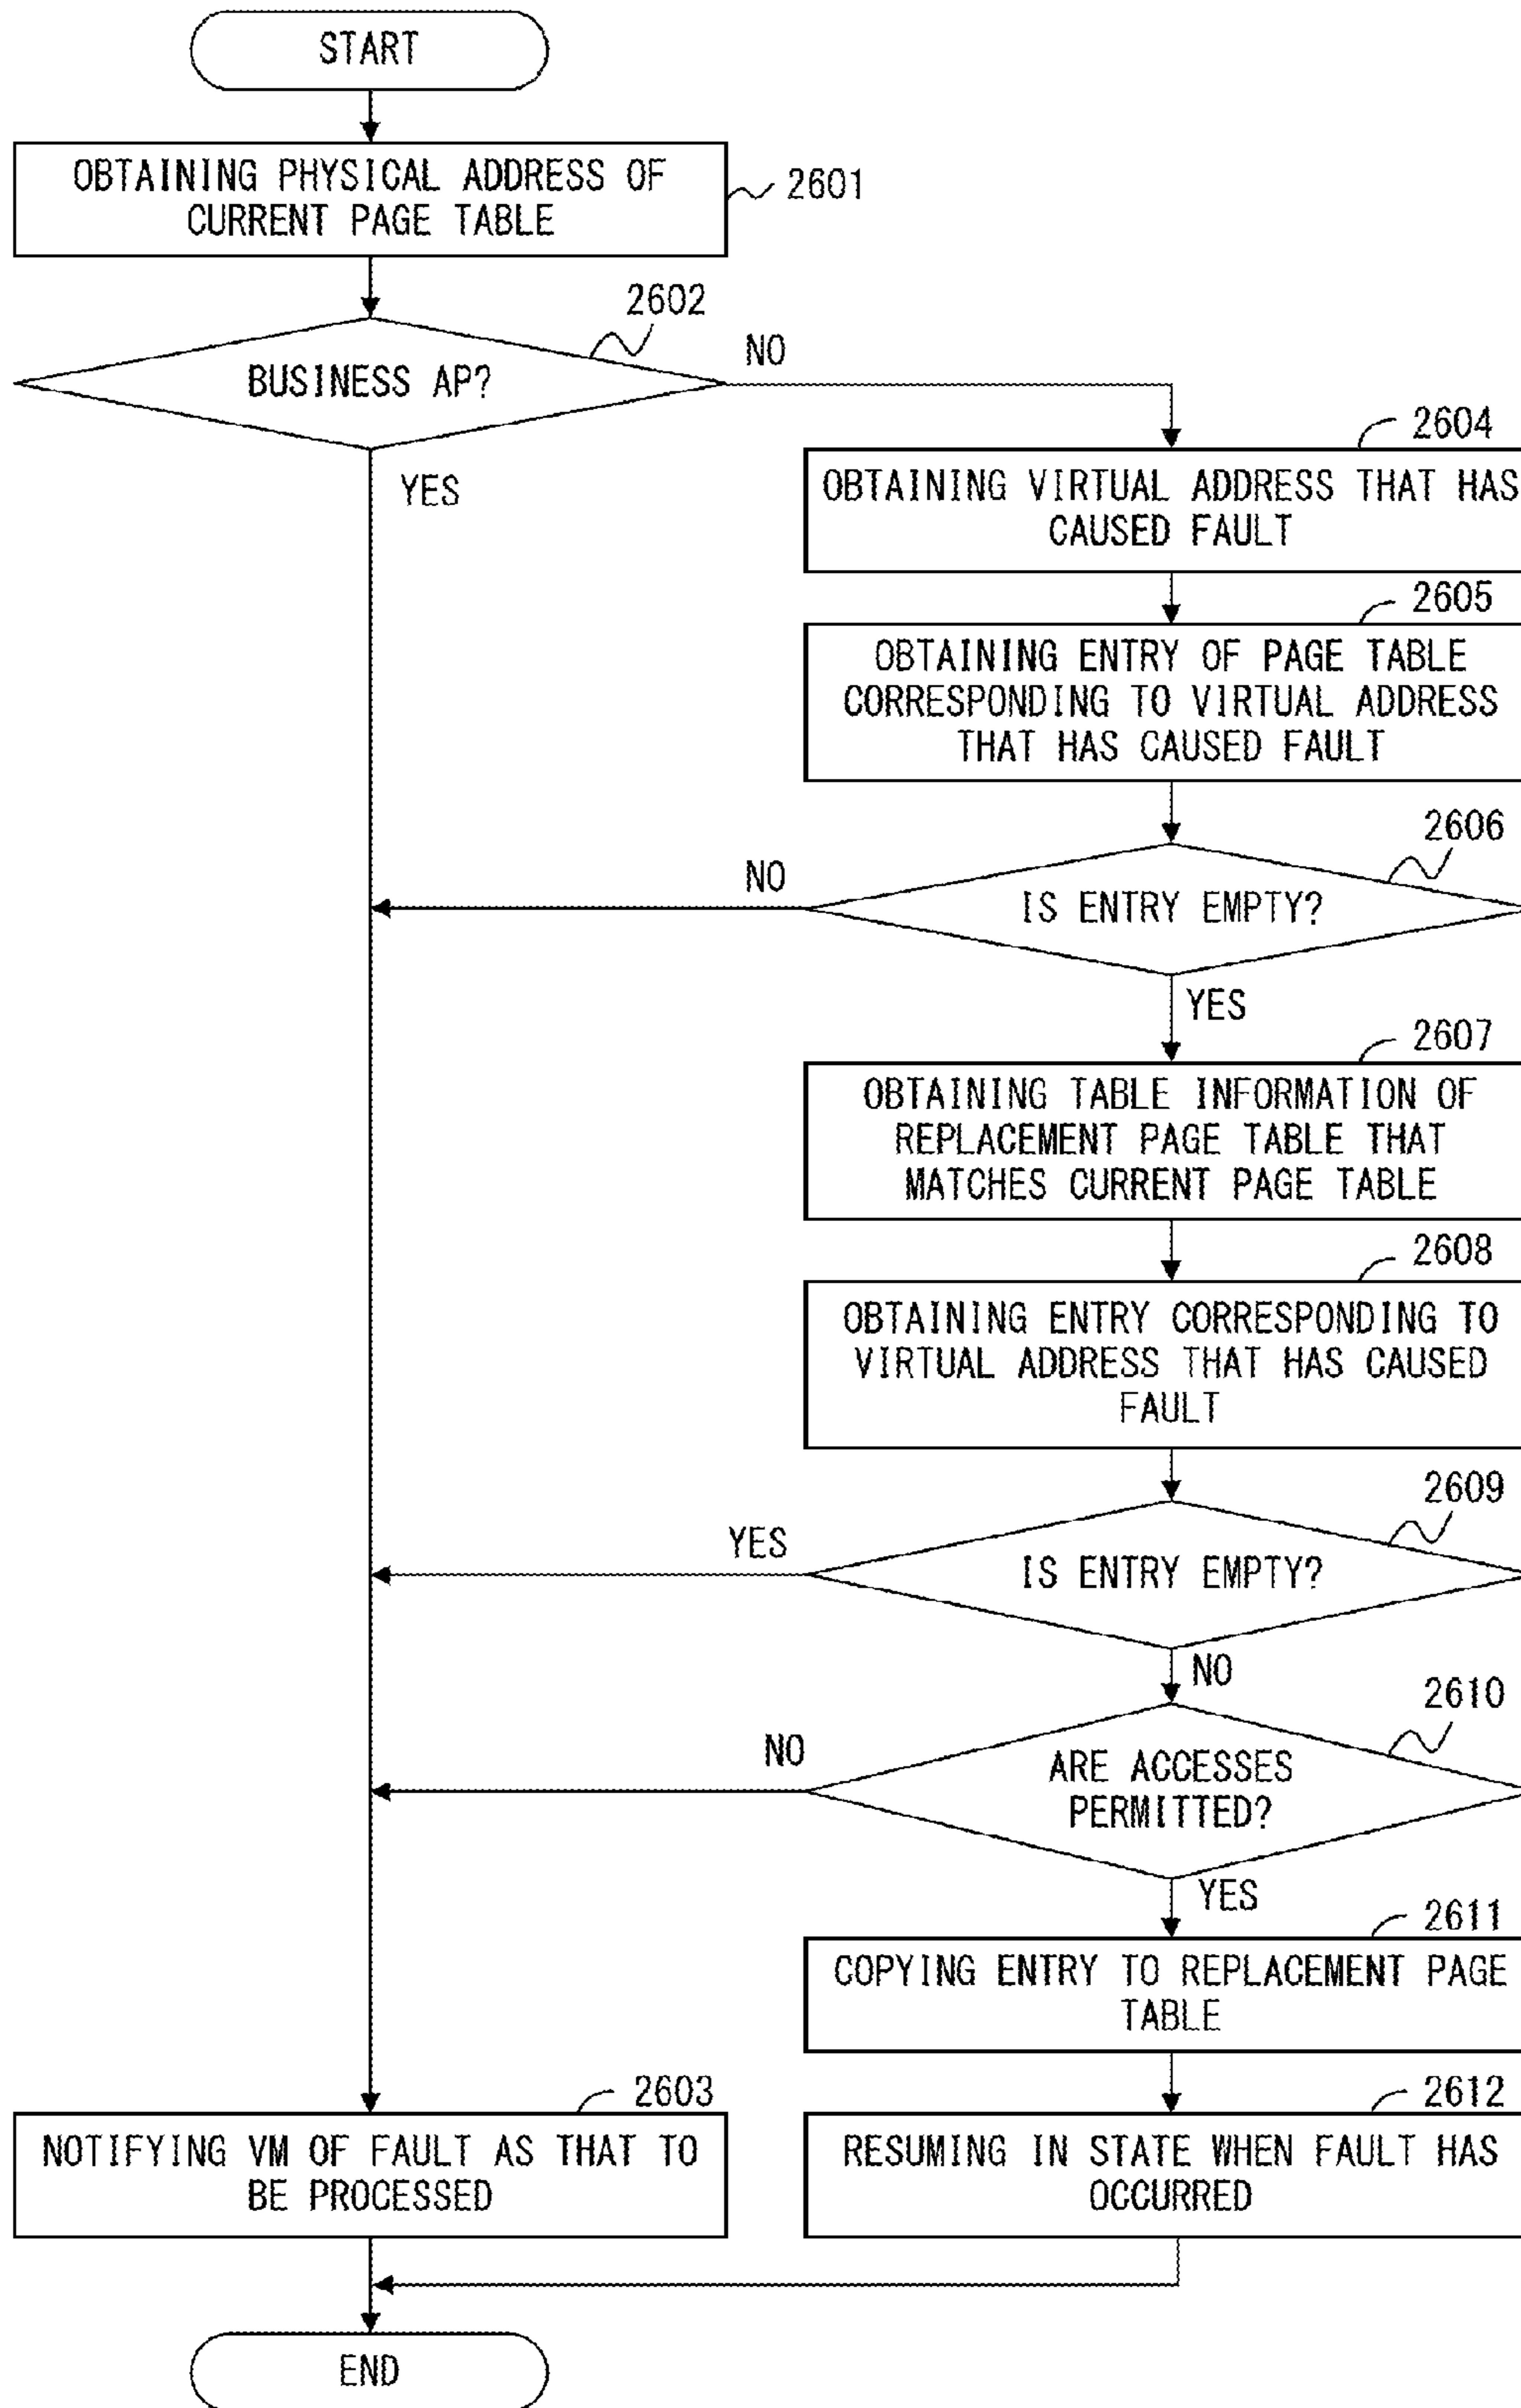 START
OBTAINING PHYSICAL ADDRESS OF
CURRENT PAGE TABLE
2601
2602
BUSINESS AP?
NO
YES
2604
OBTAINING VIRTUAL ADDRESS THAT HAS
CAUSED FAULT
2605
OBTAINING ENTRY OF PAGE TABLE
CORRESPONDING TO VIRTUAL ADDRESS
THAT HAS CAUSED FAULT
2606
NO
IS ENTRY EMPTY?
YES
2607
OBTAINING TABLE INFORMATION OF
REPLACEMENT PAGE TABLE THAT
MATCHES CURRENT PAGE TABLE
2608
OBTAINING ENTRY CORRESPONDING TO
VIRTUAL ADDRESS THAT HAS CAUSED
FAULT
2609
YES
IS ENTRY EMPTY?
NO
2610
NO
ARE ACCESSES
PERMITTED?
YES
2611
COPYING ENTRY TO REPLACEMENT PAGE
TABLE
2603
NOTIFYING VM OF FAULT AS THAT TO
BE PROCESSED
2612
RESUMING IN STATE WHEN FAULT HAS
OCCURRED
END